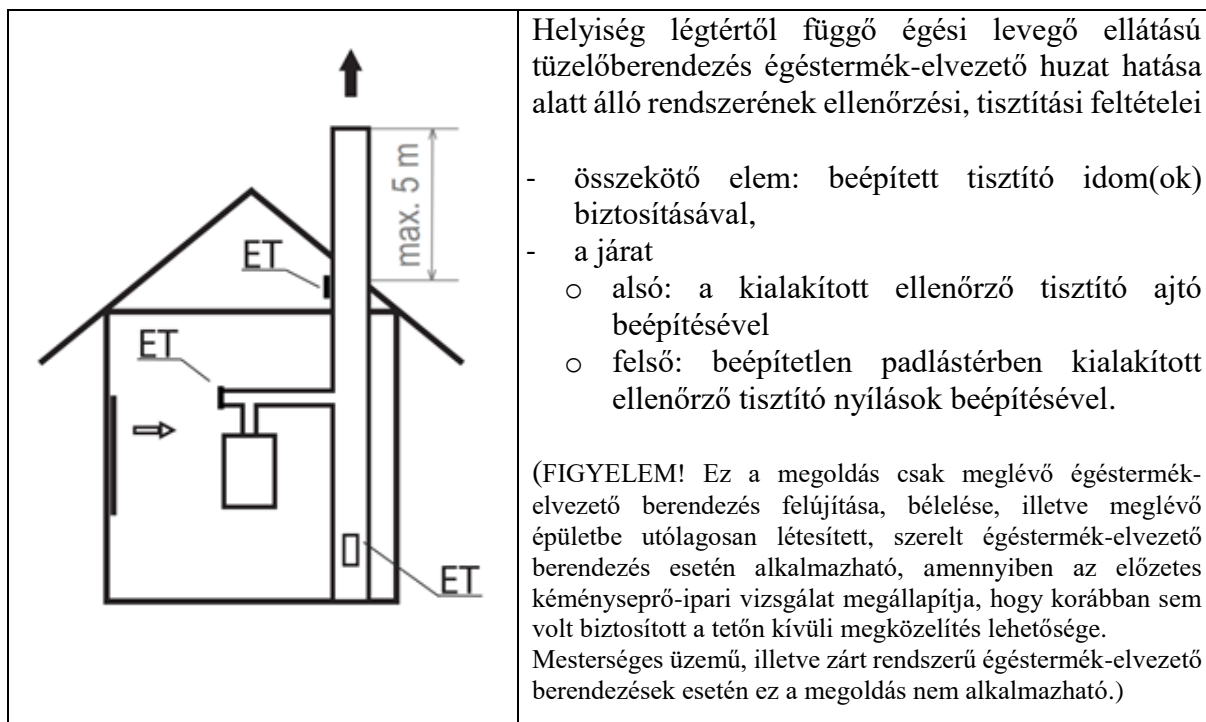 max. 5 m
ET
ET
ET
Helyiség légtértől függő égési levegő ellátású
tüzelőberendezés égéstermék-elvezető huzat hatása
alatt álló rendszerének ellenőrzési, tisztítási feltételei
- összekötő elem: beépített tisztító idom(ok)
biztosításával,
- a járat
o alsó: a kialakított ellenőrző tisztító ajtó
beépítésével
o felső: beépítetlen padlástérben kialakított
ellenőrző tisztító nyílások beépítésével.
(FIGYELEM! Ez a megoldás csak meglévő égéstermék-
elvezető berendezés felújítása, bélelése, illetve meglévő
épületbe utólagosan létesített, szerelt égéstermék-elvezető
berendezés esetén alkalmazható, amennyiben az előzetes
kéményseprő-ipari vizsgálat megállapítja, hogy korábban sem
volt biztosított a tetőn kívüli megközelítés lehetősége.
Mesterséges üzemű, illetve zárt rendszerű égéstermék-elvezető
berendezések esetén ez a megoldás nem alkalmazható.)